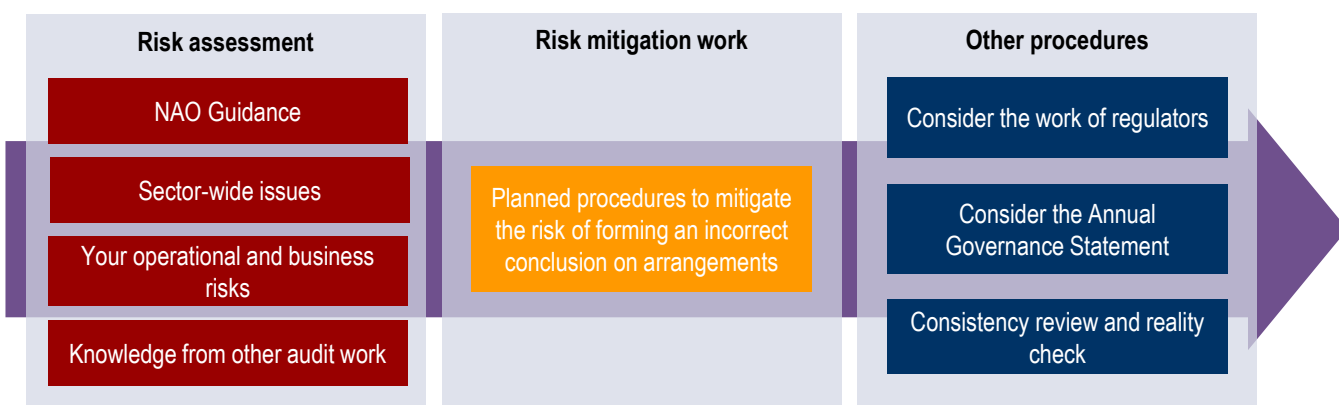 Risk assessment
NAO Guidance
Sector-wide issues
Your operational and business
risks
Knowledge from other audit work
Risk mitigation work
Planned procedures to mitigate
the risk of forming an incorrect
conclusion on arrangements
Other procedures
Consider the work of regulators
Consider the Annual
Governance Statement
Consistency review and reality
check